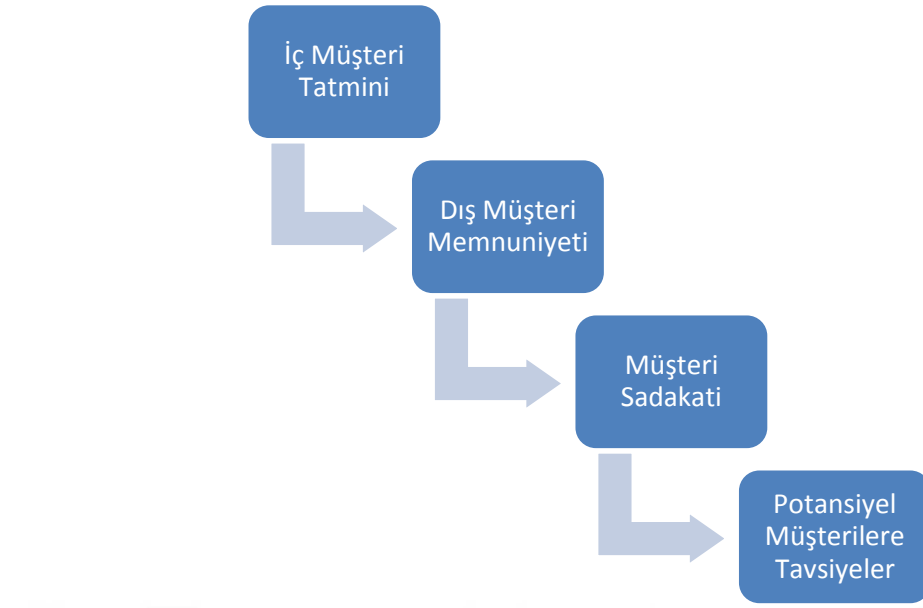 İç Müşteri
Tatmini
Dış Müşteri
Memnuniyeti
Müşteri
Sadakati
Potansiyel
Müşterilere
Tavsiyeler